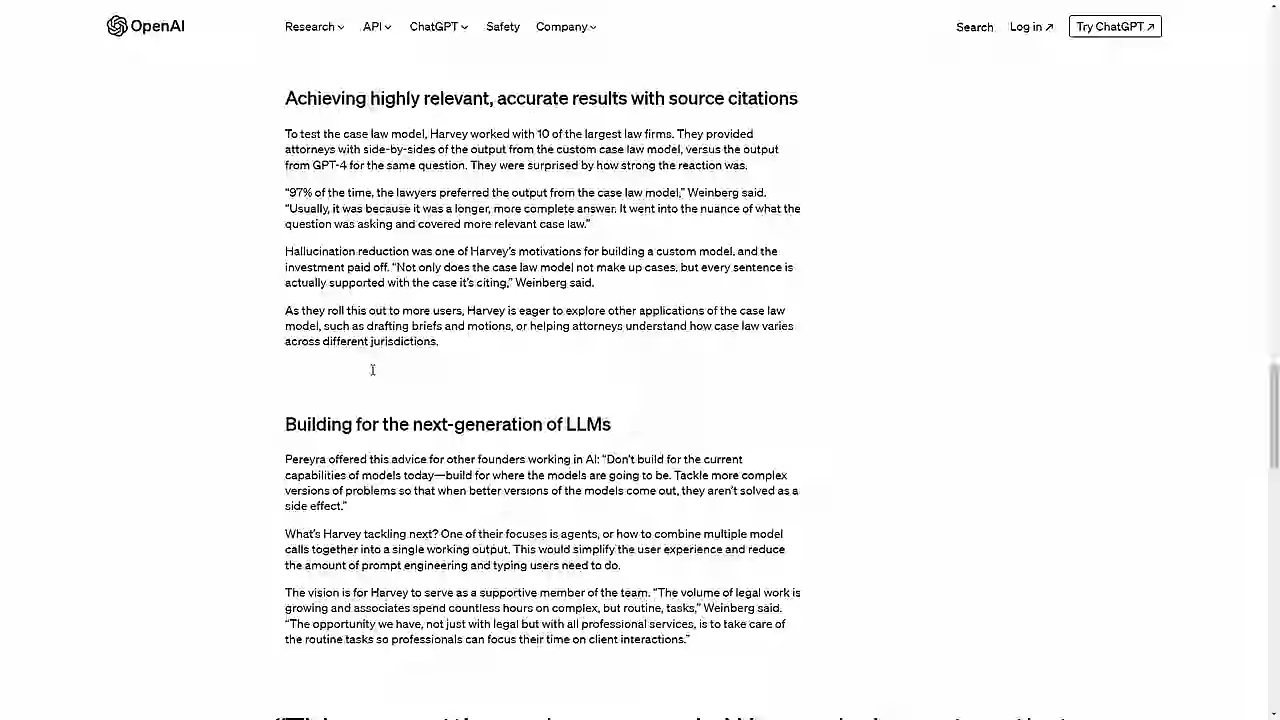 OpenAI
Research API ChatGPT Safety Company
Search Log in ↗ Try ChatGPT ↗
Achieving highly relevant, accurate results with source citations
To test the case law model, Harvey worked with 10 of the largest law firms. They provided
attorneys with side-by-sides of the output from the custom case law model, versus the output
from GPT-4 for the same question. They were surprised by how strong the reaction was.
“97% of the time, the lawyers preferred the output from the case law model,” Weinberg said.
“Usually, it was because it was a longer, more complete answer. It went into the nuance of what the
question was asking and covered more relevant case law.”
Hallucination reduction was one of Harvey’s motivations for building a custom model, and the
investment paid off. “Not only does the case law model not make up cases, but every sentence is
actually supported with the case it’s citing,” Weinberg said.
As they roll this out to more users, Harvey is eager to explore other applications of the case law
model, such as drafting briefs and motions, or helping attorneys understand how case law varies
across different jurisdictions.
Building for the next-generation of LLMs
Pereyra offered this advice for other founders working in AI: “Don’t build for the current
capabilities of models today—build for where the models are going to be. Tackle more complex
versions of problems so that when better versions of the models come out, they aren’t solved as a
side effect.”
What’s Harvey tackling next? One of their focuses is agents, or how to combine multiple model
calls together into a single working output. This would simplify the user experience and reduce
the amount of prompt engineering and typing users need to do.
The vision is for Harvey to serve as a supportive member of the team. “The volume of legal work is
growing and associates spend countless hours on complex, but routine, tasks,” Weinberg said.
“The opportunity we have, not just with legal but with all professional services, is to take care of
the routine tasks so professionals can focus their time on client interactions.”